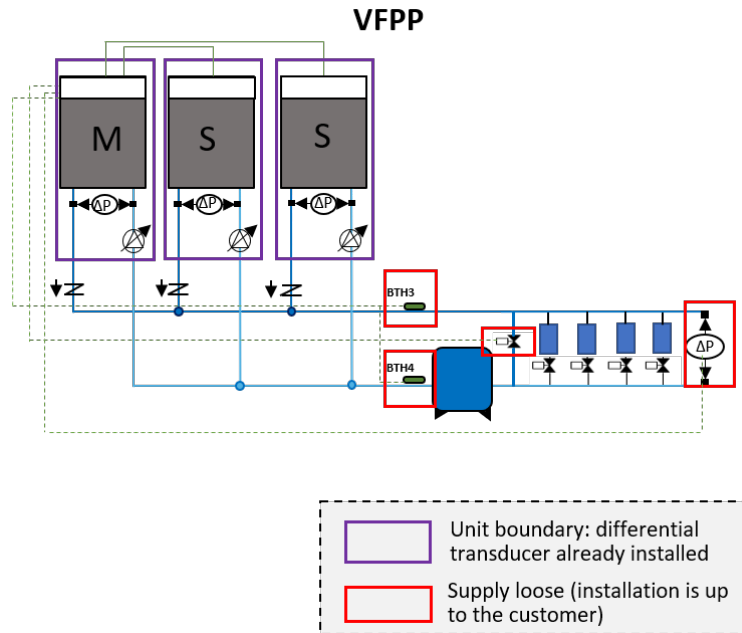 VFPP
M
S
S
ΔP
ΔP
ΔP
BTH3
ΔP
BTH4
Unit boundary: differential
transducer already installed
Supply loose (installation is up
to the customer)